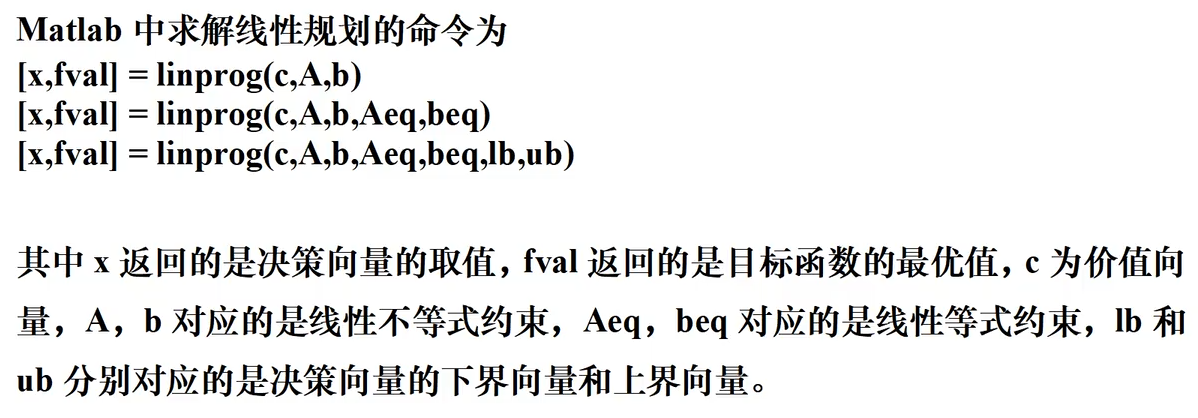 Matlab 中求解线性规划的命令为
[x,fval] = linprog(c,A,b)
[x,fval] = linprog(c,A,b,Aeq,beq)
[x,fval] = linprog(c,A,b,Aeq,beq,lb,ub)
其中 x 返回的是决策向量的取值，fval 返回的是目标函数的最优值，c 为价值向
量，A，b 对应的是线性不等式约束，Aeq，beq 对应的是线性等式约束，lb 和
ub 分别对应的是决策向量的下界向量和上界向量。